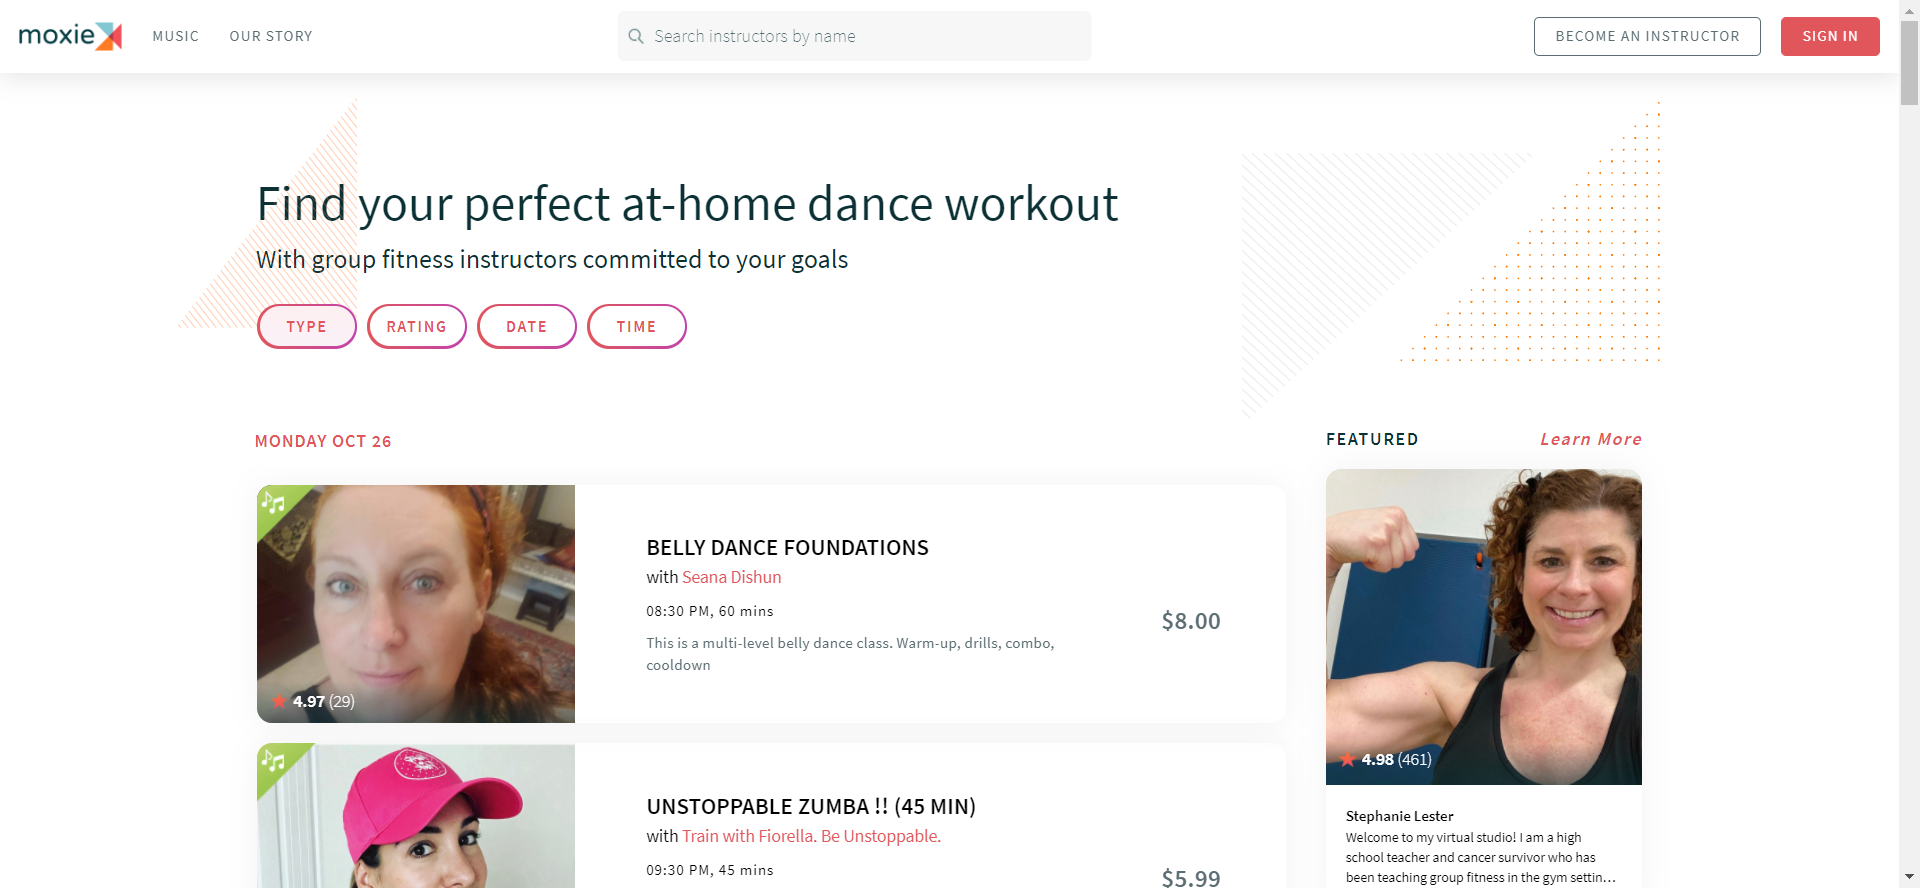 moxie
MUSIC
OUR STORY
Search instructors by name
BECOME AN INSTRUCTOR
SIGN IN
Find your perfect at-home dance workout
With group fitness instructors committed to your goals
TYPE
RATING
DATE
TIME
MONDAY OCT 26
BELLY DANCE FOUNDATIONS
with Seana Dishun
08:30 PM, 60 mins
This is a multi-level belly dance class. Warm-up, drills, combo,
cooldown
$8.00
4.97 (29)
UNSTOPPABLE ZUMBA !! (45 MIN)
with Train with Fiorella. Be Unstoppable.
09:30 PM, 45 mins
$5.99
FEATURED
Learn More
4.98 (461)
Stephanie Lester
Welcome to my virtual studio! I am a high
school teacher and cancer survivor who has
been teaching group fitness in the gym settin...